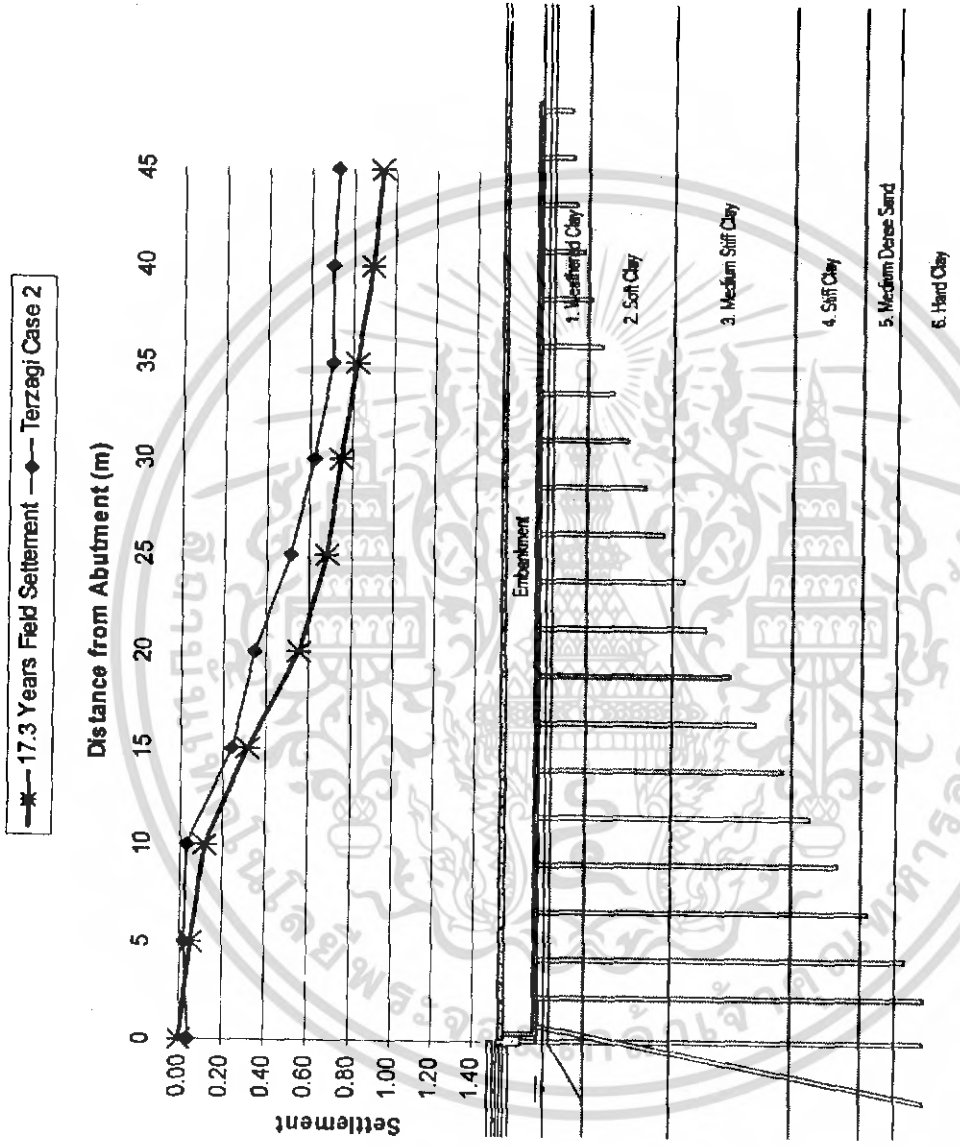 17.3 Years Field Settlement
Terzagi Case 2
Distance from Abutment (m)
0
5
10
15
20
25
30
35
40
45
0.00
0.20
0.40
0.60
0.80
1.00
1.20
1.40
Settlement
Embankment
1. Weathered Clay
2. Soft Clay
3. Medium Stiff Clay
4. Stiff Clay
5. Medium Dense Sand
6. Hard Clay